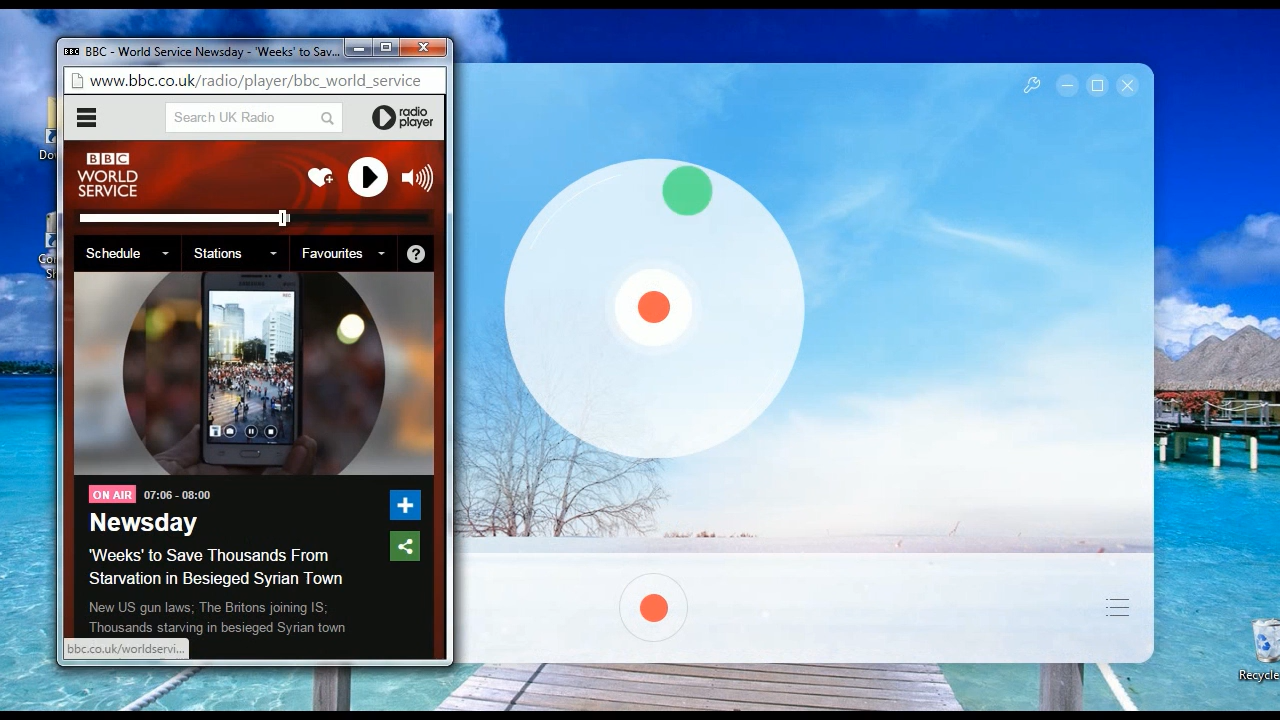 BBC BBC - World Service Newsday - 'Weeks' to Sav...
www.bbc.co.uk/radio/player/bbc_world_service
Search UK Radio
radio
player
BBC
WORLD
SERVICE
Schedule Stations Favourites ?
ON AIR 07:06 - 08:00
Newsday
'Weeks' to Save Thousands From
Starvation in Besieged Syrian Town
New US gun laws; The Britons joining IS;
Thousands starving in besieged Syrian town
bbc.co.uk/worldservi...
Recycle